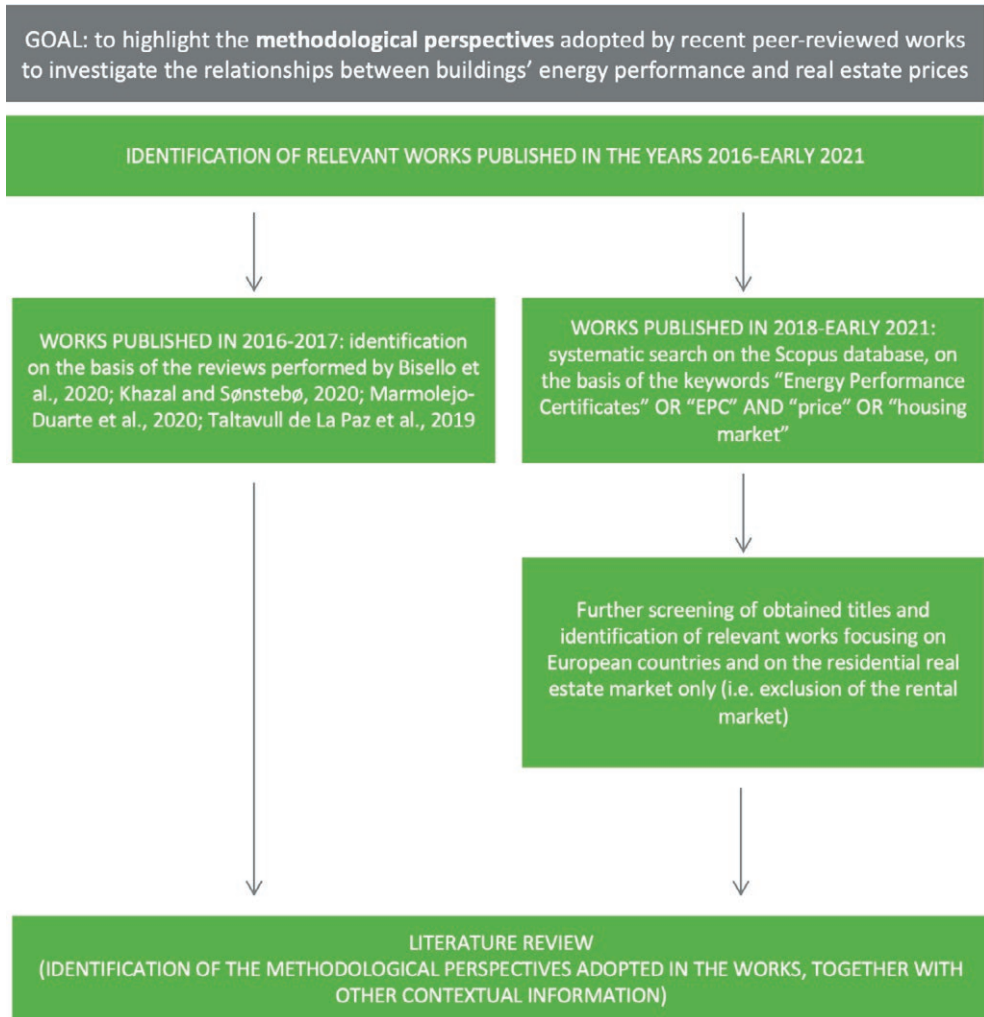 GOAL: to highlight the methodological perspectives adopted by recent peer-reviewed works
to investigate the relationships between buildings’ energy performance and real estate prices
IDENTIFICATION OF RELEVANT WORKS PUBLISHED IN THE YEARS 2016-EARLY 2021
WORKS PUBLISHED IN 2016-2017: identification
on the basis of the reviews performed by Bisello et
al., 2020; Khazal and Sønstebø, 2020; Marmolejo-
Duarte et al., 2020; Taltavull de La Paz et al., 2019
WORKS PUBLISHED IN 2018-EARLY 2021:
systematic search on the Scopus database, on
the basis of the keywords “Energy Performance
Certificates” OR “EPC” AND “price” OR “housing
market”
Further screening of obtained titles and
identification of relevant works focusing on
European countries and on the residential real
estate market only (i.e. exclusion of the rental
market)
LITERATURE REVIEW
(IDENTIFICATION OF THE METHODOLOGICAL PERSPECTIVES ADOPTED IN THE WORKS, TOGETHER WITH
OTHER CONTEXTUAL INFORMATION)